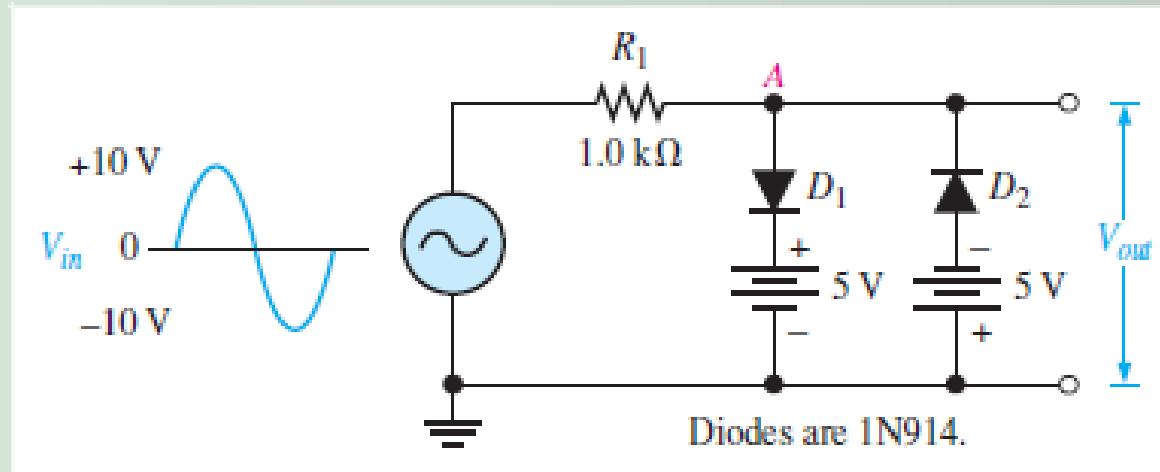 R1
A
1.0 kΩ
+10 V
Vin 0
–10 V
D1
D2
+
–
5 V
5 V
–
+
Vout
Diodes are 1N914.